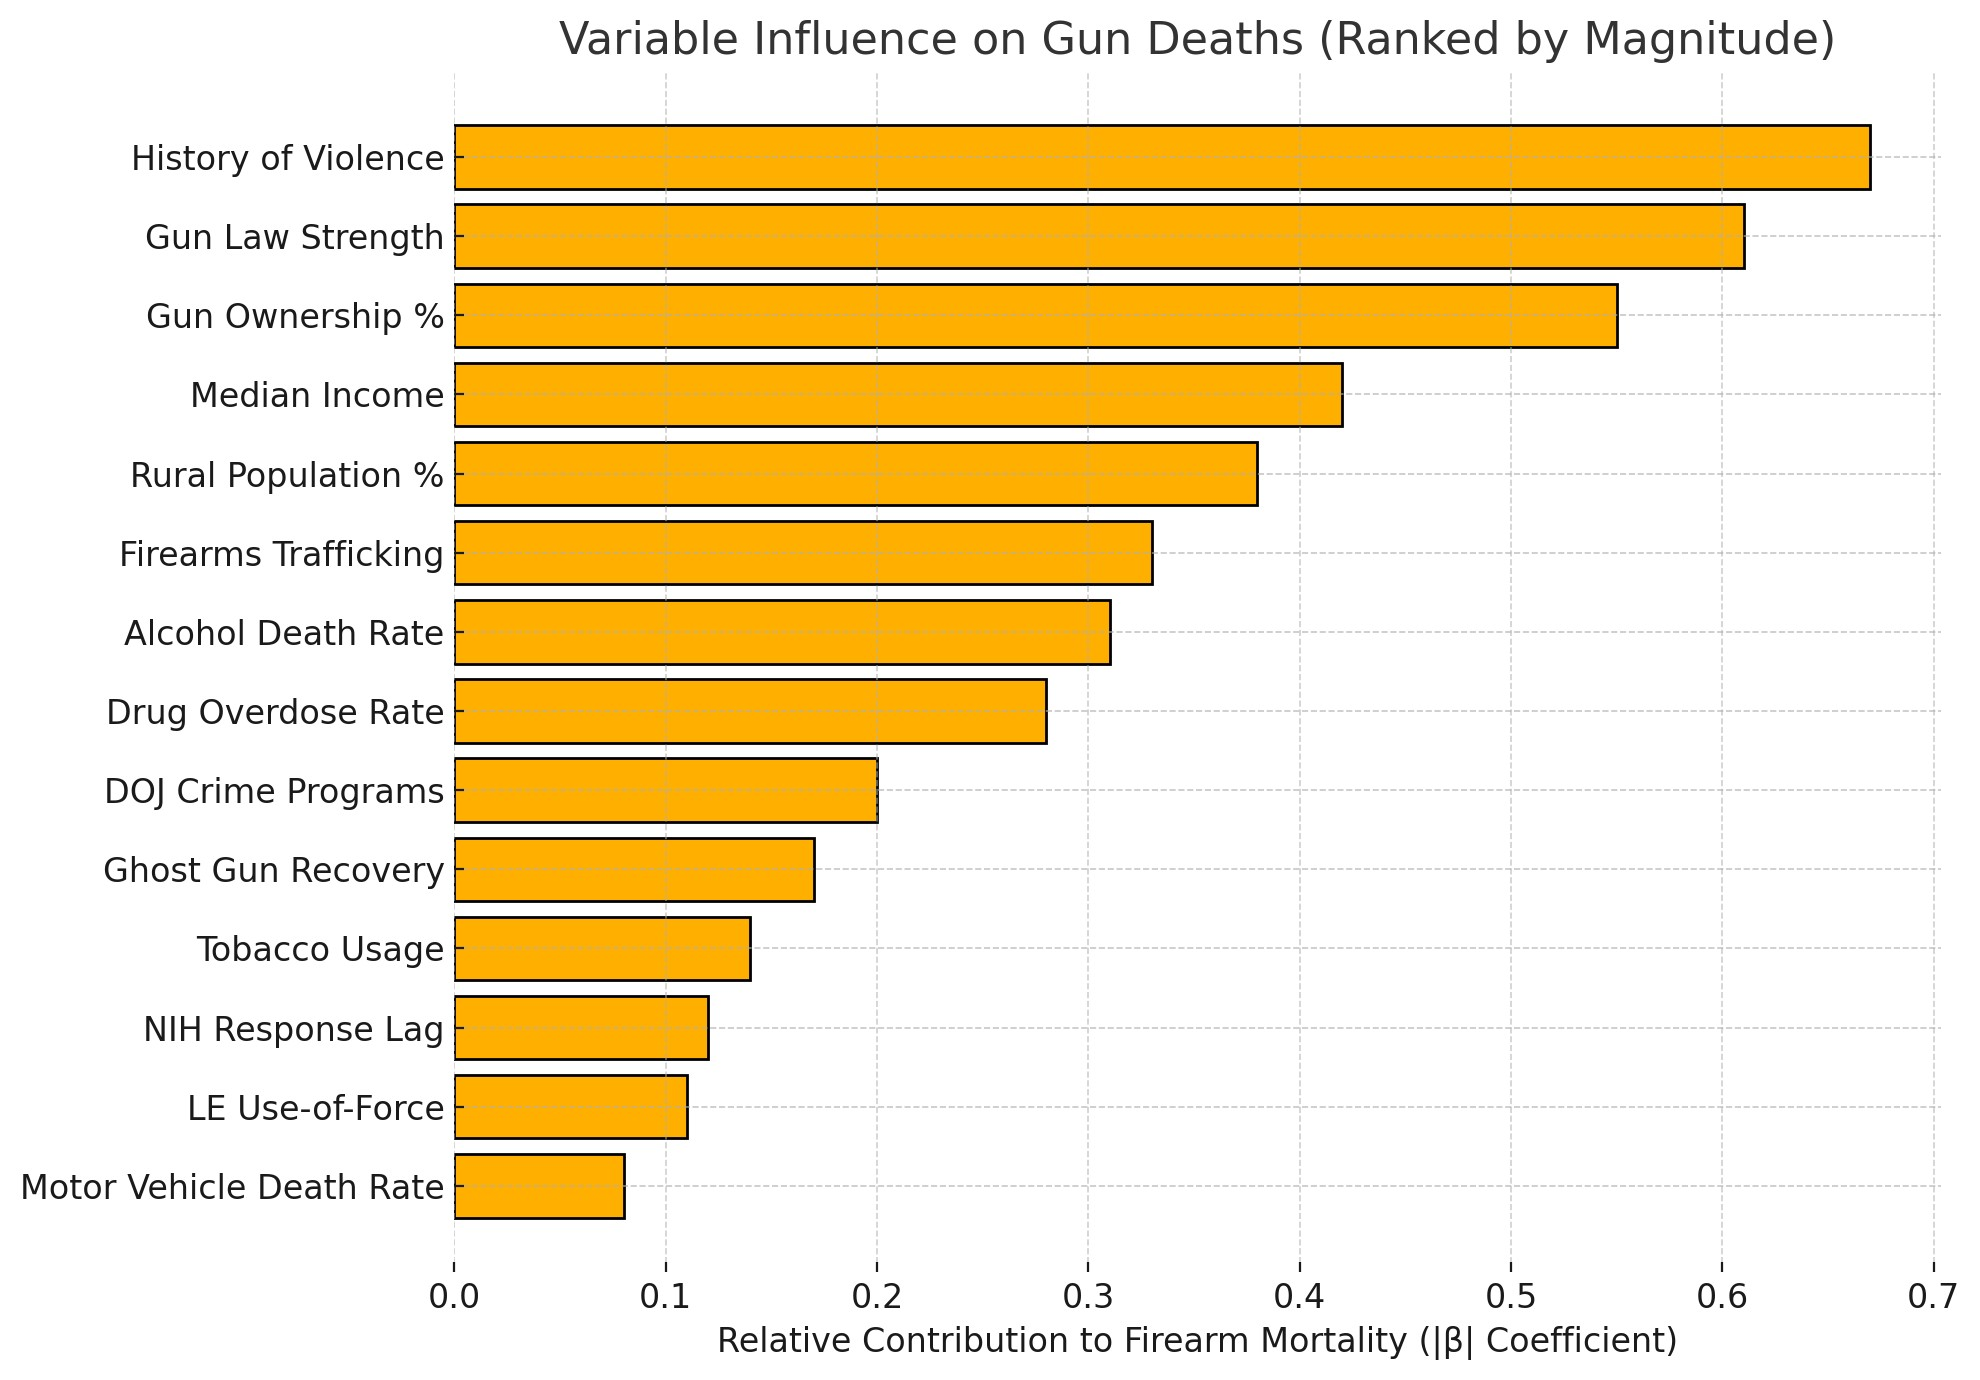 Variable Influence on Gun Deaths (Ranked by Magnitude)
History of Violence
Gun Law Strength
Gun Ownership %
Median Income
Rural Population %
Firearms Trafficking
Alcohol Death Rate
Drug Overdose Rate
DOJ Crime Programs
Ghost Gun Recovery
Tobacco Usage
NIH Response Lag
LE Use-of-Force
Motor Vehicle Death Rate
0.0 0.1 0.2 0.3 0.4 0.5 0.6 0.7
Relative Contribution to Firearm Mortality (|β| Coefficient)